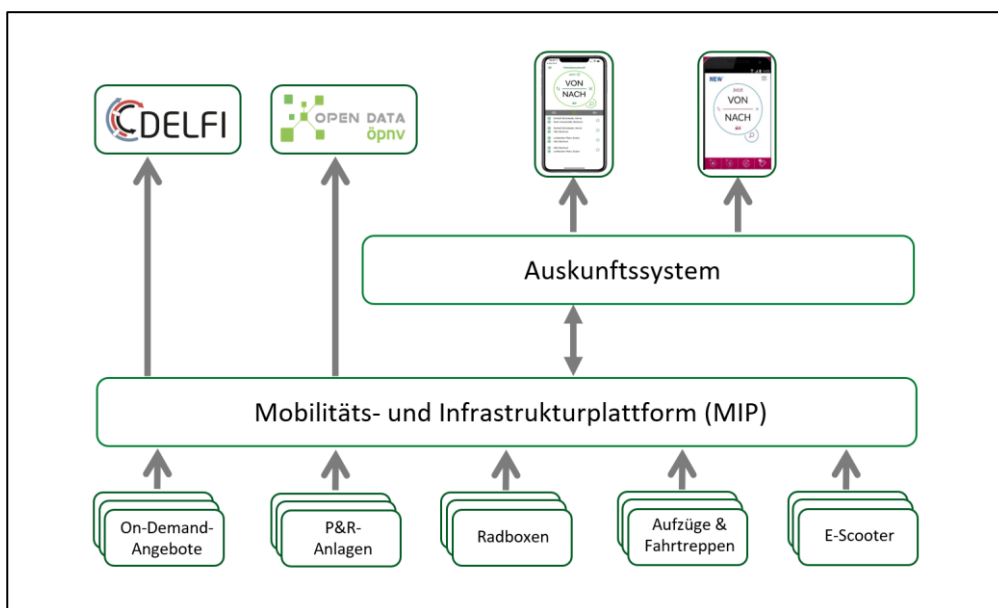 DELFI
OPEN DATA
öpnv
VON
NACH
NEW
VON
NACH
Auskunftssystem
Mobilitäts- und Infrastrukturplattform (MIP)
On-Demand-
Angebote
P&R-
Anlagen
Radboxen
Aufzüge &
Fahrtreppen
E-Scooter